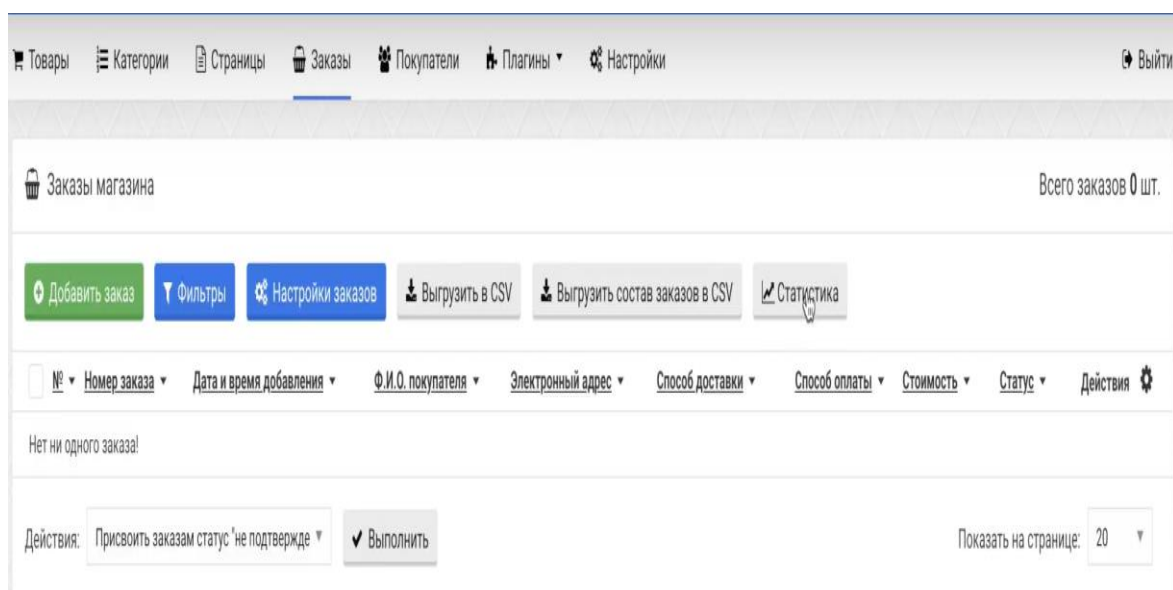 Товары Категории Страницы Заказы Покупатели Плагины Настройки Выйти
Заказы магазина Всего заказов 0 шт.
Добавить заказ Фильтры Настройки заказов Выгрузить в CSV Выгрузить состав заказов в CSV Статистика
№ Номер заказа Дата и время добавления Ф.И.О. покупателя Электронный адрес Способ доставки Способ оплаты Стоимость Статус Действия
Нет ни одного заказа!
Действия: Присвоить заказам статус "не подтвержде Выполнить Показать на странице: 20